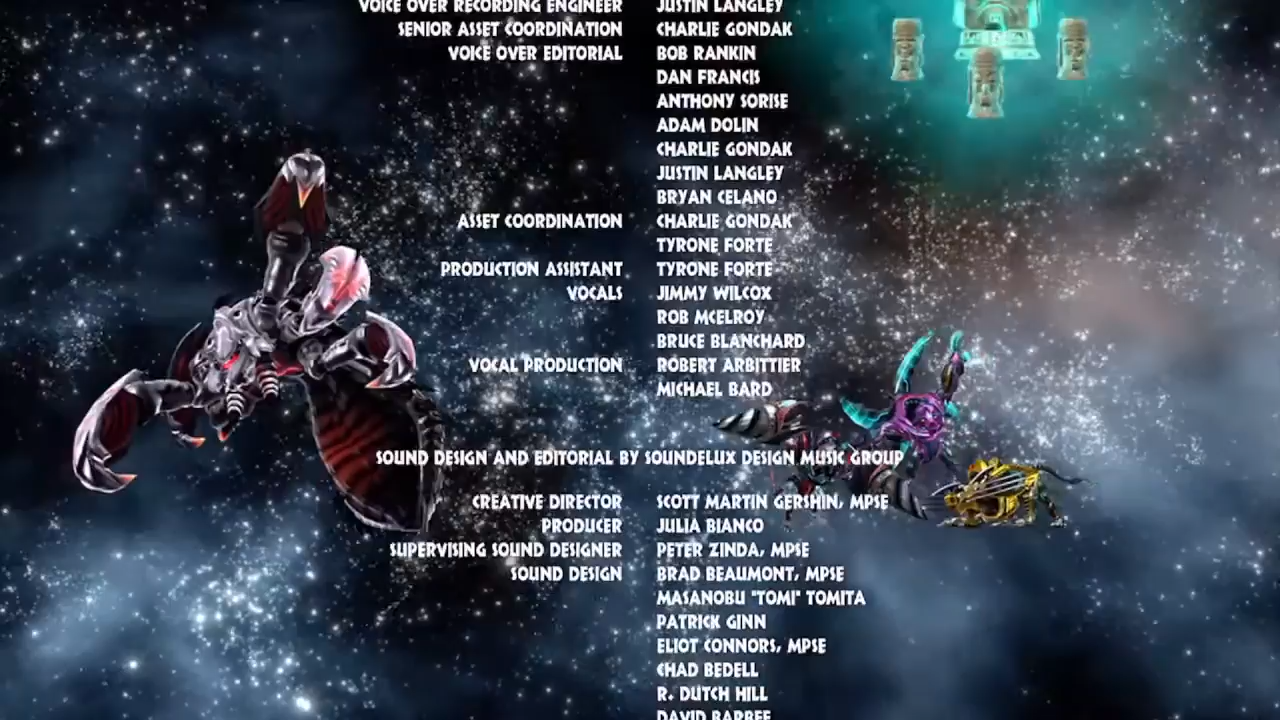 VOICE OVER RECORDING ENGINEER JUSTIN LANGLEY
SENIOR ASSET COORDINATION CHARLIE GONDAK
VOICE OVER EDITORIAL BOB RANKIN
DAN FRANCIS
ANTHONY SORISE
ADAM DOLIN
CHARLIE GONDAK
JUSTIN LANGLEY
BRYAN CELANO
ASSET COORDINATION CHARLIE GONDAK
TYRONE FORTE
PRODUCTION ASSISTANT TYRONE FORTE
VOCALS JIMMY WILCOX
ROB MCELROY
BRUCE BLANCHARD
VOCAL PRODUCTION ROBERT ARBITTIER
MICHAEL BARD
SOUND DESIGN AND EDITORIAL BY SOUNDELUX DESIGN MUSIC GROUP
CREATIVE DIRECTOR SCOTT MARTIN GERSHIN, MPSE
PRODUCER JULIA BIANCO
SUPERVISING SOUND DESIGNER PETER ZINDA, MPSE
SOUND DESIGN BRAD BEAUMONT, MPSE
MASANOBU "TOMI" TOMITA
PATRICK GINN
ELIOT CONNORS, MPSE
CHAD BEDELL
R. DUTCH HILL
DAVID BARBEE